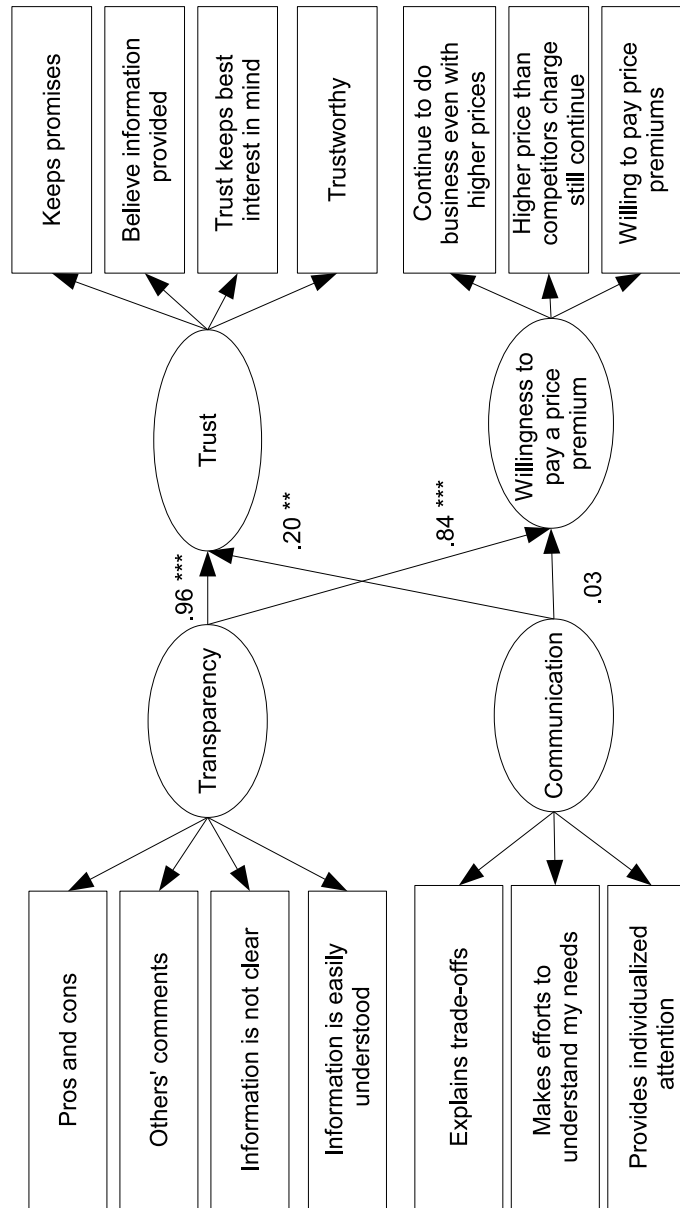 Pros and cons
Others' comments
Information is not clear
Information is easily
understood
Explains trade-offs
Makes efforts to
understand my needs
Provides individualized
attention
Transparency
Communication
.96 ***
.20 **
.84 ***
.03
Trust
Willingness to
pay a price
premium
Keeps promises
Believe information
provided
Trust keeps best
interest in mind
Trustworthy
Continue to do
business even with
higher prices
Higher price than
competitors charge
still continue
Willing to pay price
premiums